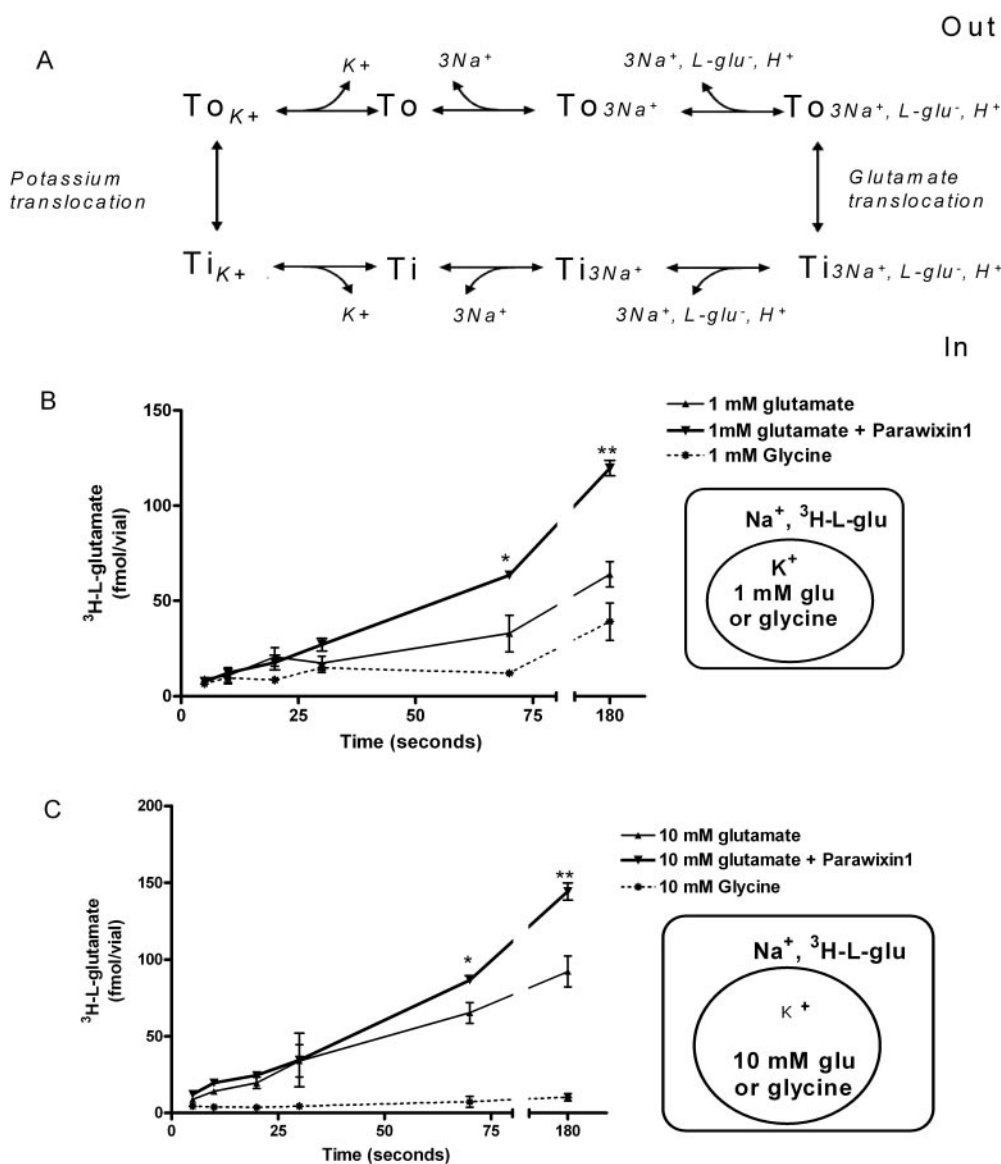 Out
A
K+ 3Na+ 3Na+, L-glu-, H+
To K+ To To 3Na+ To 3Na+, L-glu-, H+
Potassium
translocation
Glutamate
translocation
Ti K+ Ti Ti 3Na+ Ti 3Na+, L-glu-, H+
K+ 3Na+ 3Na+, L-glu-, H+
In
B
150
100
50
0
³H-L-glutamate
(fmol/vial)
0 25 50 75 180
Time (seconds)
*
**
1 mM glutamate
1mM glutamate + Parawixin1
1 mM Glycine
Na+, ³H-L-glu
K+
1 mM glu
or glycine
C
200
150
100
50
0
³H-L-glutamate
(fmol/vial)
0 25 50 75 180
Time (seconds)
*
**
10 mM glutamate
10 mM glutamate + Parawixin1
10 mM Glycine
Na+, ³H-L-glu
K +
10 mM glu
or glycine